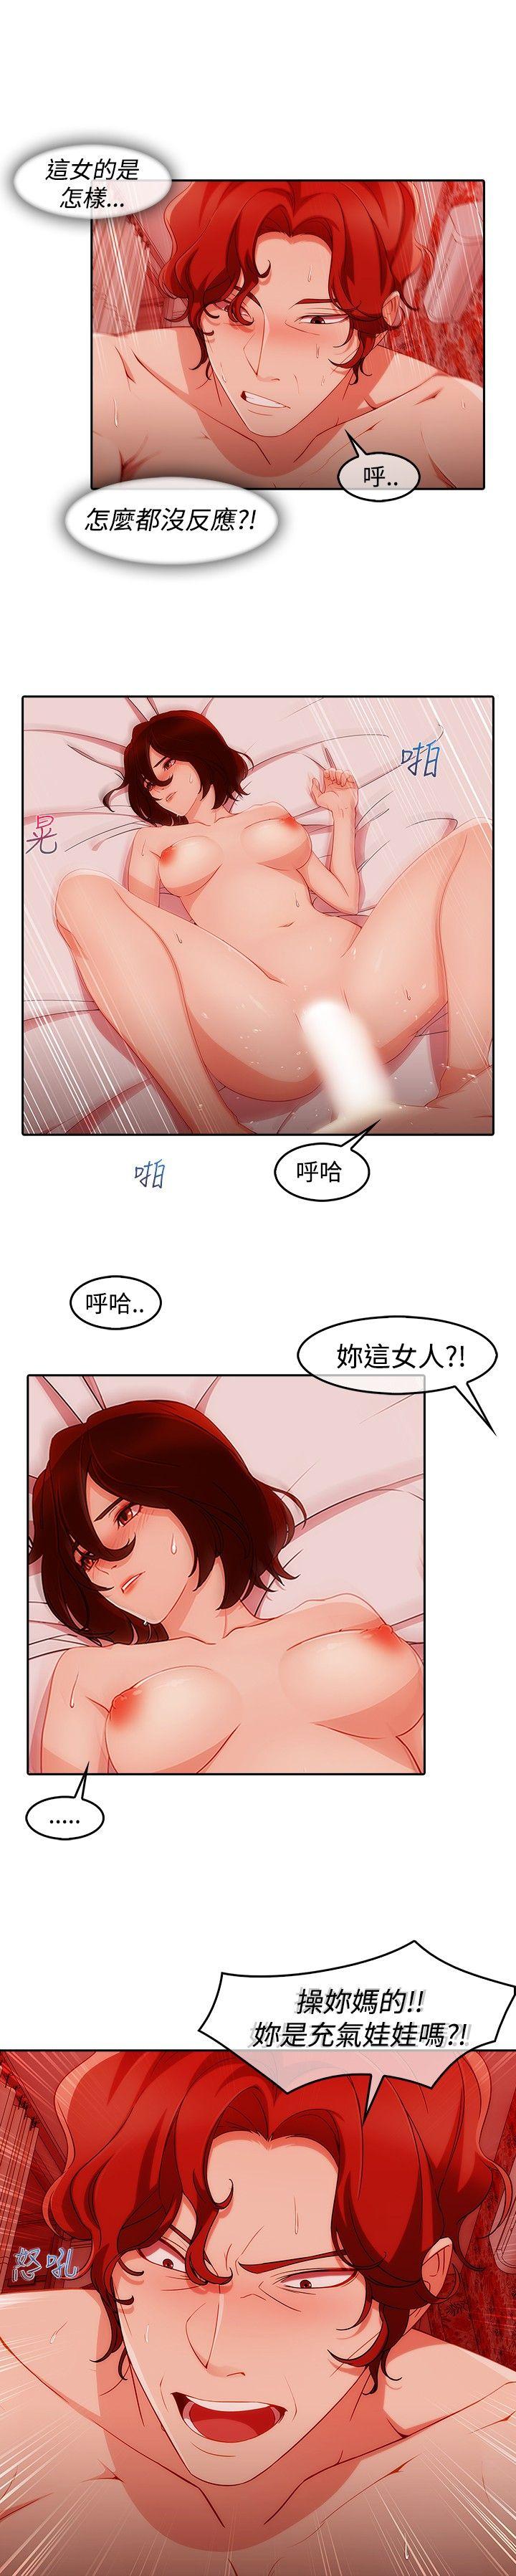 這女的是
怎樣...
呼..
怎麼都沒反應?!
啪
晃
啪
呼哈
呼哈..
妳這女人?!
.....
操妳媽的!!
妳是充氣娃娃嗎?!
怒吼